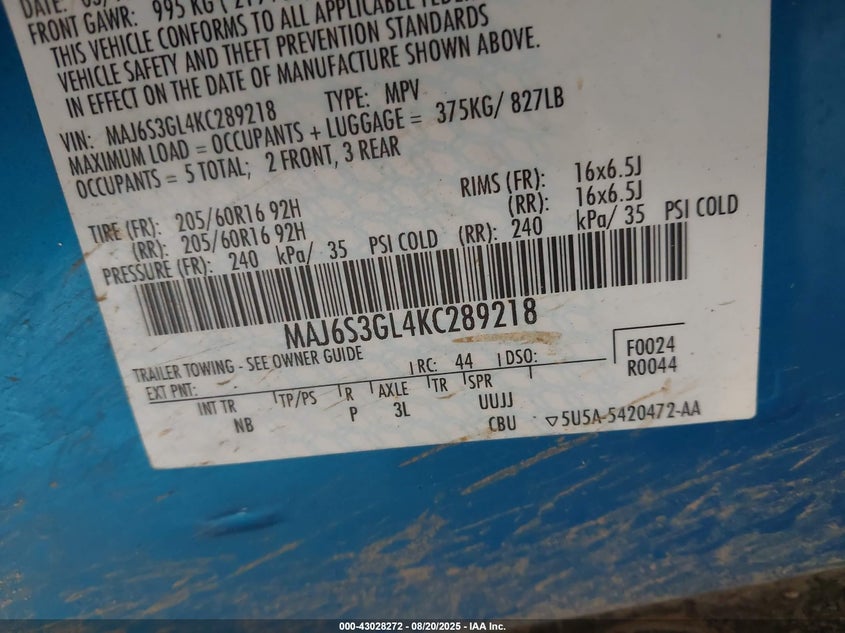 DATE:
FRONT GAWR: 995 KG
THIS VEHICLE CONFORMS TO ALL APPLICABLE
VEHICLE SAFETY AND THEFT PREVENTION STANDARDS
IN EFFECT ON THE DATE OF MANUFACTURE SHOWN ABOVE.
VIN: MAJ6S3GL4KC289218 TYPE: MPV
MAXIMUM LOAD = OCCUPANTS + LUGGAGE = 375KG/ 827LB
OCCUPANTS = 5 TOTAL; 2 FRONT, 3 REAR
TIRE (FR): 205/60R16 92H RIMS (FR): 16x6.5J
(RR): 205/60R16 92H (RR): 16x6.5J
PRESSURE (FR): 240 kPa/ 35 PSI COLD (RR): 240 kPa/ 35 PSI COLD
MAJ6S3GL4KC289218
TRAILER TOWING - SEE OWNER GUIDE
EXT PNT: RC: 44 DSO: F0024
R0044
INT TR TP/PS R AXLE TR SPR
NB P 3L UUJJ
CBU ▽5U5A-5420472-AA
000-43028272 - 08/20/2025 - IAA Inc.